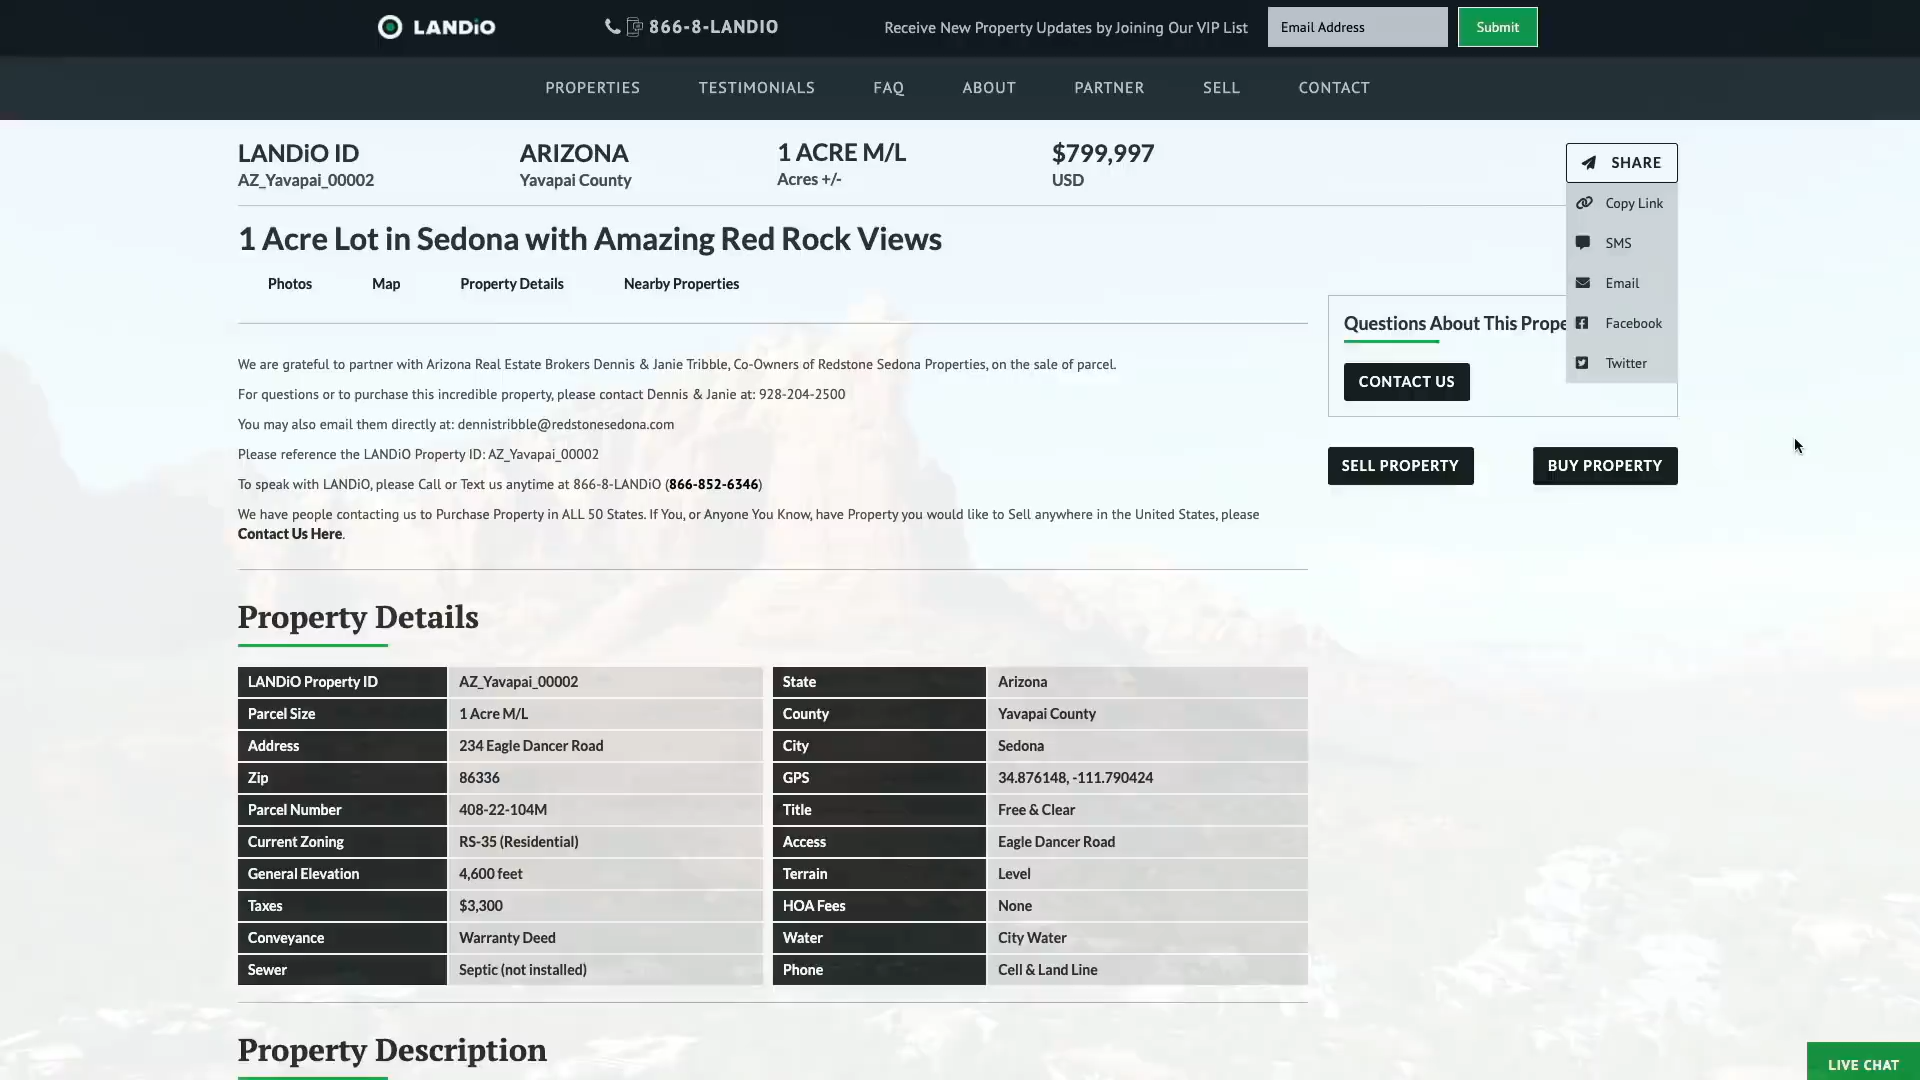 LANDiO
866-8-LANDIO
Receive New Property Updates by Joining Our VIP List
Email Address
Submit
PROPERTIES TESTIMONIALS FAQ ABOUT PARTNER SELL CONTACT
LANDiO ID
AZ_Yavapai_00002
ARIZONA
Yavapai County
1 ACRE M/L
Acres +/-
$799,997
USD
SHARE
Copy Link
SMS
Email
Facebook
Twitter
1 Acre Lot in Sedona with Amazing Red Rock Views
Photos Map Property Details Nearby Properties
We are grateful to partner with Arizona Real Estate Brokers Dennis & Janie Tribble, Co-Owners of Redstone Sedona Properties, on the sale of parcel.
For questions or to purchase this incredible property, please contact Dennis & Janie at: 928-204-2500
You may also email them directly at: dennistribble@redstonesedona.com
Please reference the LANDiO Property ID: AZ_Yavapai_00002
To speak with LANDiO, please Call or Text us anytime at 866-8-LANDiO (866-852-6346)
We have people contacting us to Purchase Property in ALL 50 States. If You, or Anyone You Know, have Property you would like to Sell anywhere in the United States, please
Contact Us Here.
Questions About This Prope
CONTACT US
SELL PROPERTY BUY PROPERTY
Property Details
LANDiO Property ID AZ_Yavapai_00002 State Arizona
Parcel Size 1 Acre M/L County Yavapai County
Address 234 Eagle Dancer Road City Sedona
Zip 86336 GPS 34.876148, -111.790424
Parcel Number 408-22-104M Title Free & Clear
Current Zoning RS-35 (Residential) Access Eagle Dancer Road
General Elevation 4,600 feet Terrain Level
Taxes $3,300 HOA Fees None
Conveyance Warranty Deed Water City Water
Sewer Septic (not installed) Phone Cell & Land Line
Property Description
LIVE CHAT